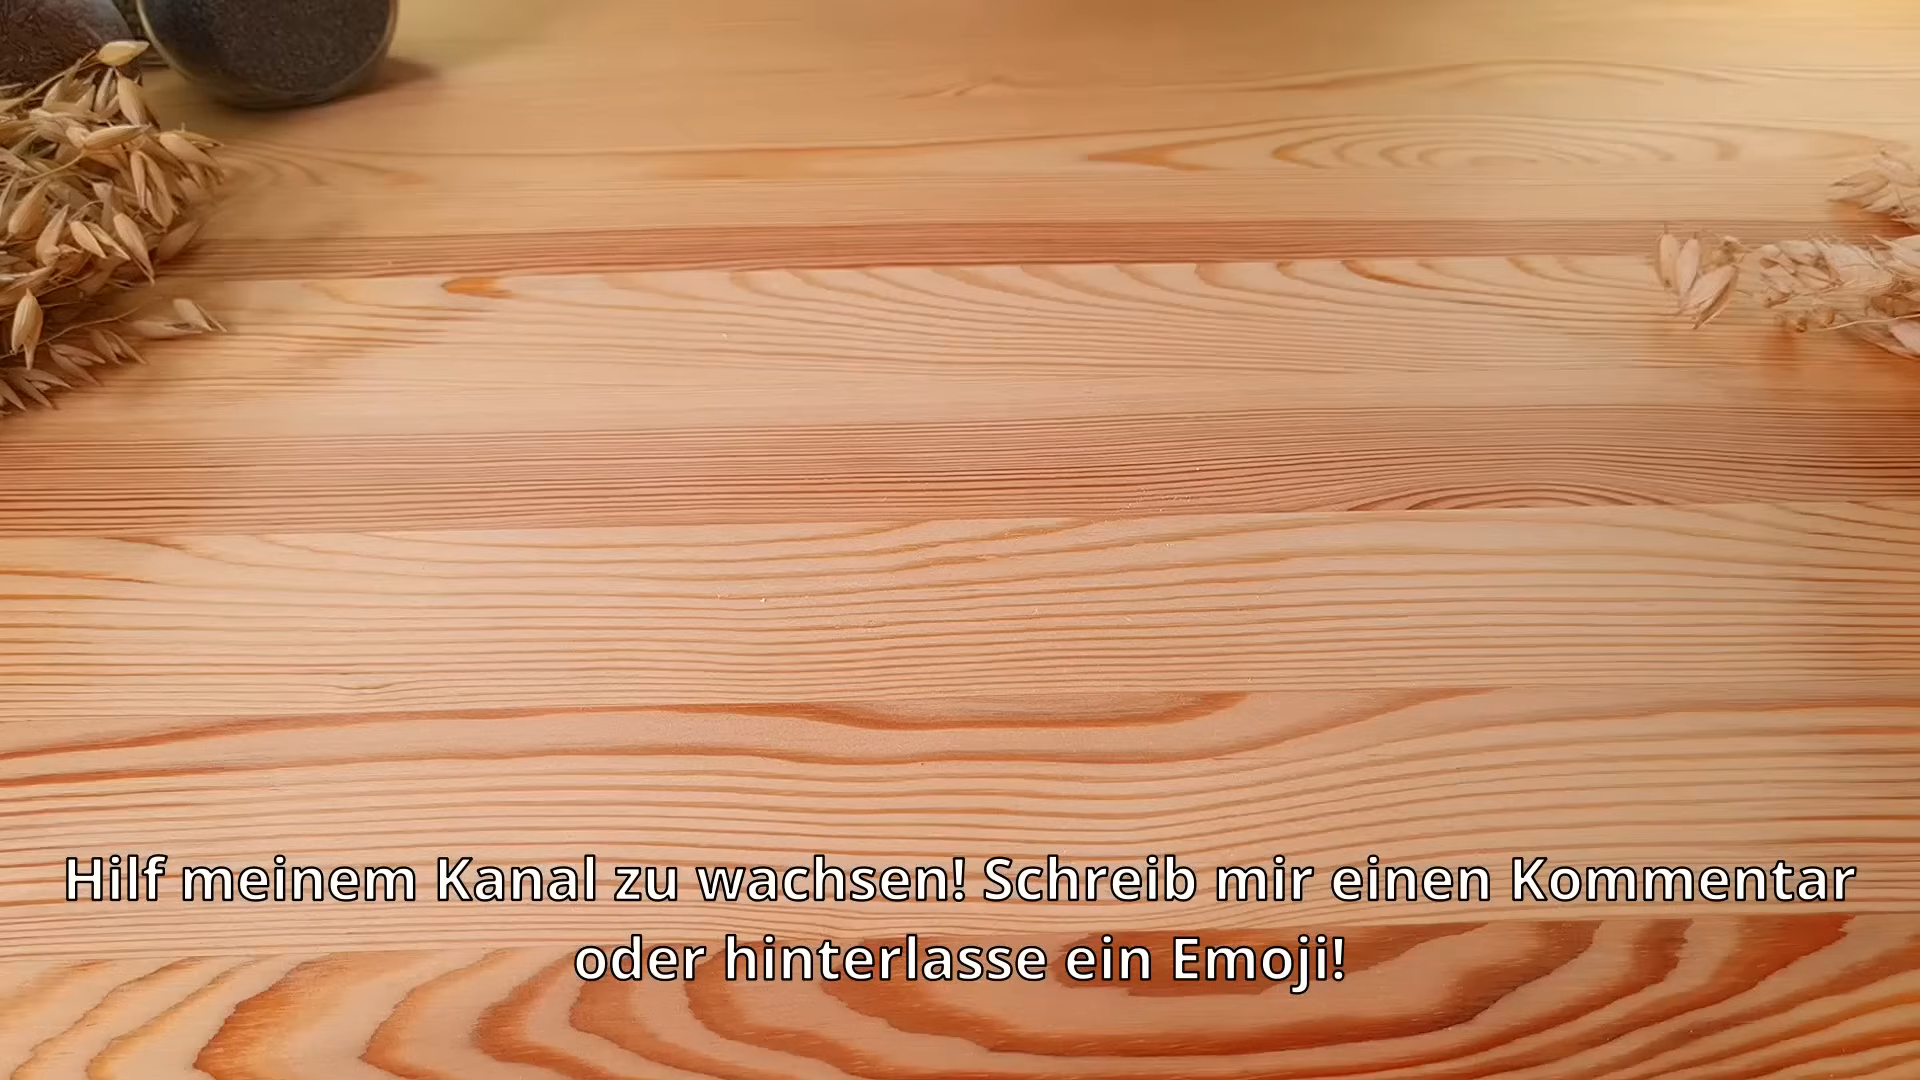 Hilf meinem Kanal zu wachsen! Schreib mir einen Kommentar
oder hinterlasse ein Emoji!